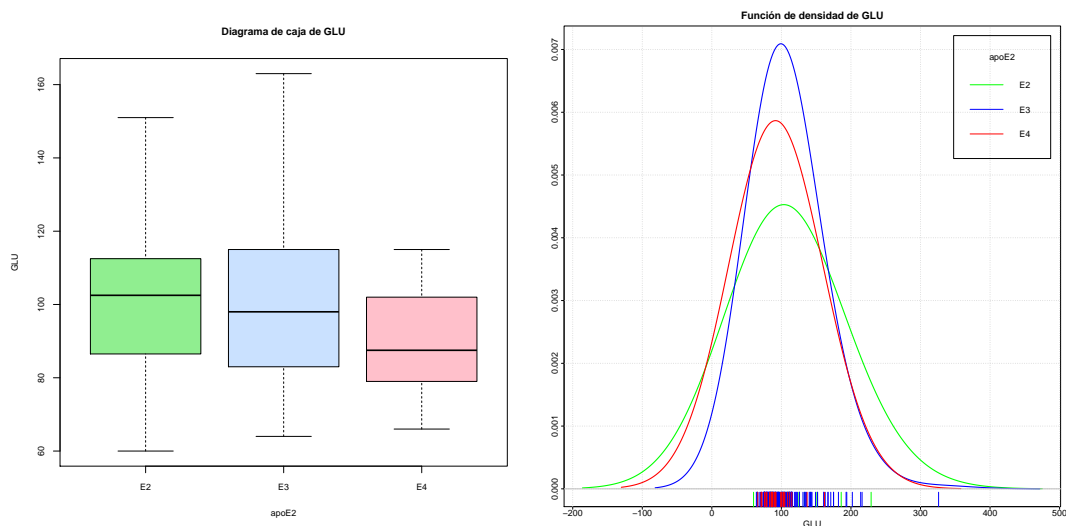 Diagrama de caja de GLU
GLU
160
140
120
100
80
60
E2
E3
E4
apoE2
Función de densidad de GLU
0.007
0.006
0.005
0.004
0.003
0.002
0.001
0.000
apoE2
E2
E3
E4
−200
−100
0
100
200
300
400
500
GLU